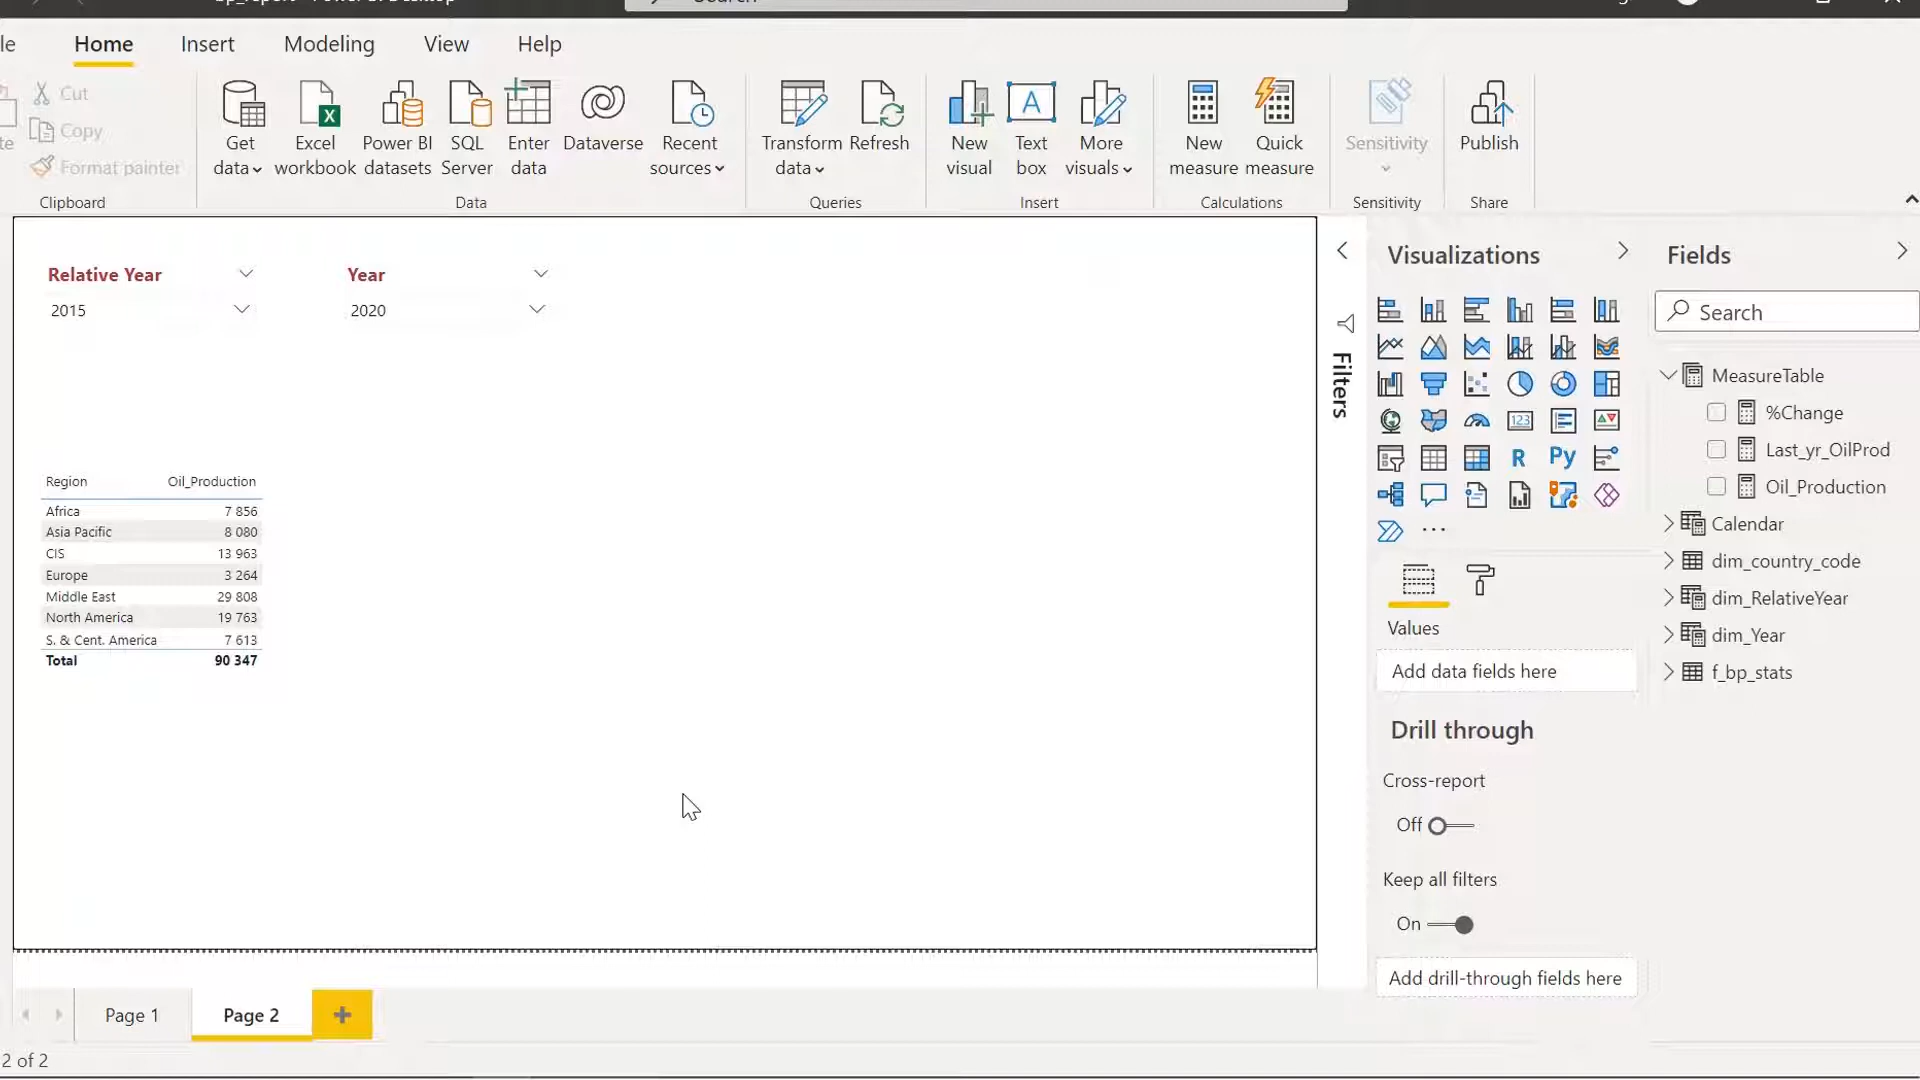 Home Insert Modeling View Help
Cut
Copy
Format painter
Clipboard
Get data
Excel workbook
Power BI datasets
SQL Server
Enter data
Dataverse
Recent sources
Data
Transform data
Refresh
Queries
New visual
Text box
More visuals
Insert
New measure
Quick measure
Calculations
Sensitivity
Sensitivity
Publish
Share
Relative Year
2015
Year
2020
Region Oil_Production
Africa 7 856
Asia Pacific 8 080
CIS 13 963
Europe 3 264
Middle East 29 808
North America 19 763
S. & Cent. America 7 613
Total 90 347
Filters
Visualizations
123
R
Py
Values
Add data fields here
Drill through
Cross-report
Off
Keep all filters
On
Add drill-through fields here
Fields
Search
MeasureTable
%Change
Last_yr_OilProd
Oil_Production
Calendar
dim_country_code
dim_RelativeYear
dim_Year
f_bp_stats
Page 1 Page 2
2 of 2